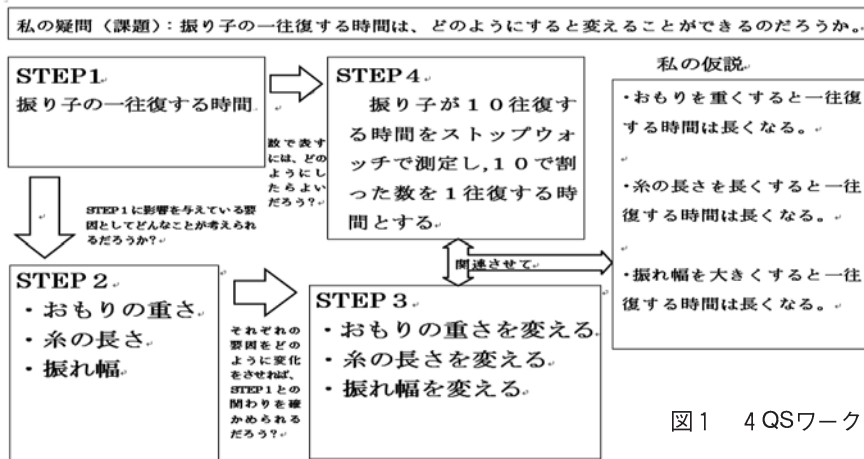 私の疑問（課題）：振り子の一往復する時間は、どのようにすると変えることができるのだろうか。
STEP1
振り子の一往復する時間
数で表す
には、どの
ようにし
たらよい
だろう？
STEP4
振り子が１０往復す
る時間をストップウォ
ッチで測定し,１０で割
った数を１往復する時
間とする
私の仮説
・おもりを重くすると一往復
する時間は長くなる。
・糸の長さを長くすると一往
復する時間は長くなる。
・振れ幅を大きくすると一往
復する時間は長くなる。
STEP1に影響を与えている要
因としてどんなことが考えられ
るだろうか？
関連させて
STEP２
・おもりの重さ
・糸の長さ
・振れ幅
それぞれの
要因をどの
ように変化
をさせれば、
STEP1との
関わりを確
かめられる
だろう？
STEP３
・おもりの重さを変える
・糸の長さを変える
・振れ幅を変える
図1　4QSワーク